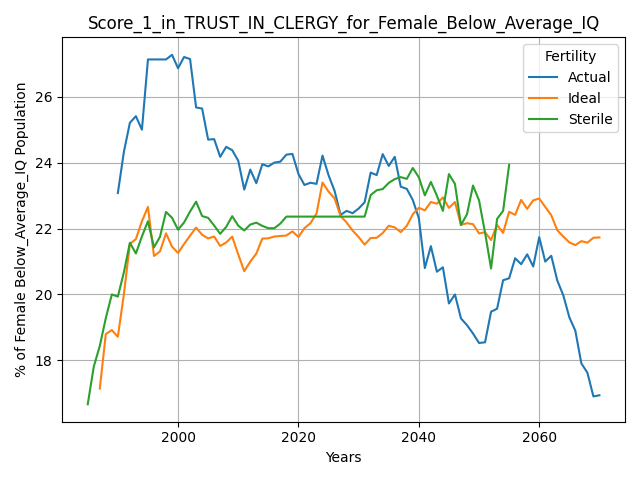 Score_1_in_TRUST_IN_CLERGY_for_Female_Below_Average_IQ
% of Female Below_Average_IQ Population
26
24
22
20
18
Fertility
Actual
Ideal
Sterile
2000
2020
2040
2060
Years